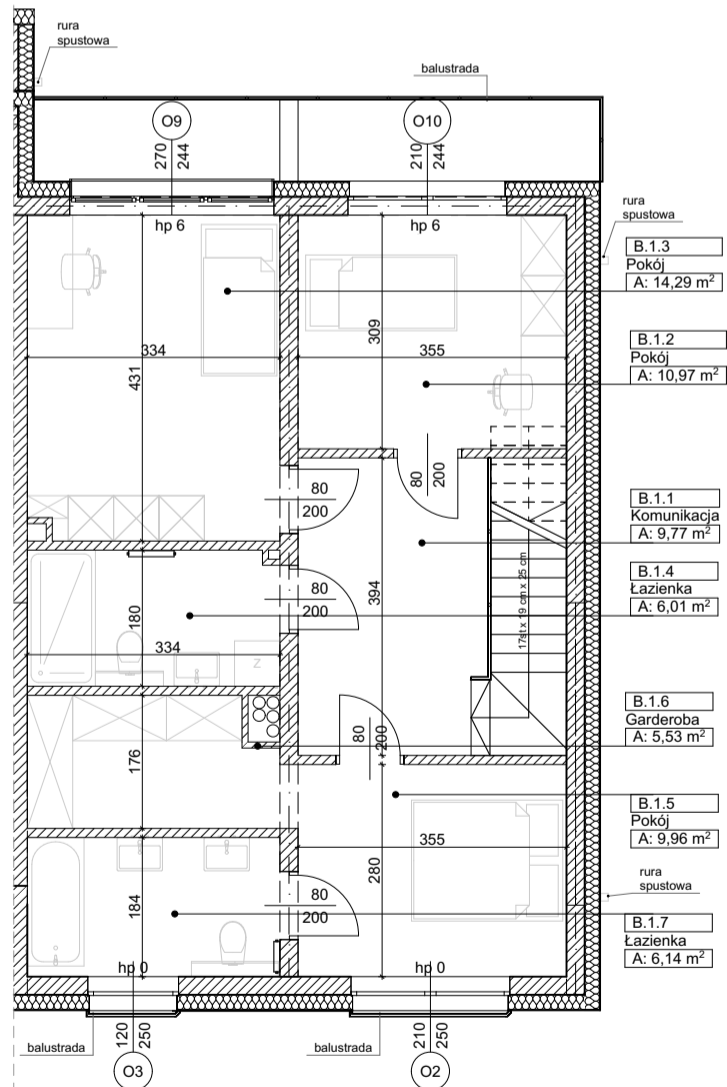 rura
spustowa
balustrada
O9
O10
270
244
210
244
hp 6
hp 6
rura
spustowa
B.1.3
Pokój
A: 14,29 m²
334
431
309
355
B.1.2
Pokój
A: 10,97 m²
80
200
80
200
B.1.1
Komunikacja
A: 9,77 m²
17st x 19 cm x 25 cm
80
200
394
B.1.4
Łazienka
A: 6,01 m²
180
334
Z
B.1.6
Garderoba
A: 5,53 m²
80
200
176
B.1.5
Pokój
A: 9,96 m²
355
280
rura
spustowa
184
80
200
B.1.7
Łazienka
A: 6,14 m²
hp 0
hp 0
balustrada
120
250
balustrada
210
250
O3
O2